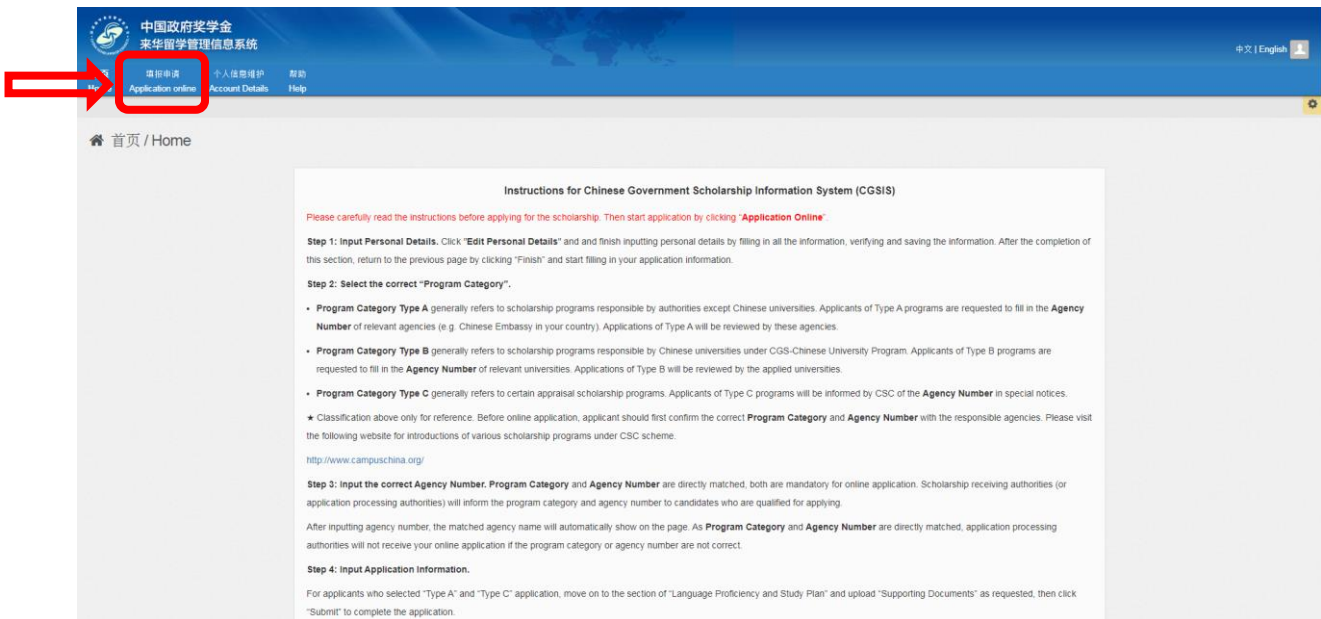 中国政府奖学金
来华留学管理信息系统
中文 | English
填报申请 个人信息维护 帮助
Application online Account Details Help
首页 / Home
Instructions for Chinese Government Scholarship Information System (CGSIS)
Please carefully read the instructions before applying for the scholarship. Then start application by clicking "Application Online".
Step 1: Input Personal Details. Click "Edit Personal Details" and and finish inputting personal details by filling in all the information, verifying and saving the information. After the completion of
this section, return to the previous page by clicking "Finish" and start filling in your application information.
Step 2: Select the correct "Program Category".
• Program Category Type A generally refers to scholarship programs responsible by authorities except Chinese universities. Applicants of Type A programs are requested to fill in the Agency
Number of relevant agencies (e.g. Chinese Embassy in your country). Applications of Type A will be reviewed by these agencies.
• Program Category Type B generally refers to scholarship programs responsible by Chinese universities under CGS-Chinese University Program. Applicants of Type B programs are
requested to fill in the Agency Number of relevant universities. Applications of Type B will be reviewed by the applied universities.
• Program Category Type C generally refers to certain appraisal scholarship programs. Applicants of Type C programs will be informed by CSC of the Agency Number in special notices.
★ Classification above only for reference. Before online application, applicant should first confirm the correct Program Category and Agency Number with the responsible agencies. Please visit
the following website for introductions of various scholarship programs under CSC scheme.
http://www.campuschina.org/
Step 3: Input the correct Agency Number. Program Category and Agency Number are directly matched, both are mandatory for online application. Scholarship receiving authorities (or
application processing authorities) will inform the program category and agency number to candidates who are qualified for applying.
After inputting agency number, the matched agency name will automatically show on the page. As Program Category and Agency Number are directly matched, application processing
authorities will not receive your online application if the program category or agency number are not correct.
Step 4: Input Application Information.
For applicants who selected "Type A" and "Type C" application, move on to the section of "Language Proficiency and Study Plan" and upload "Supporting Documents" as requested, then click
"Submit" to complete the application.